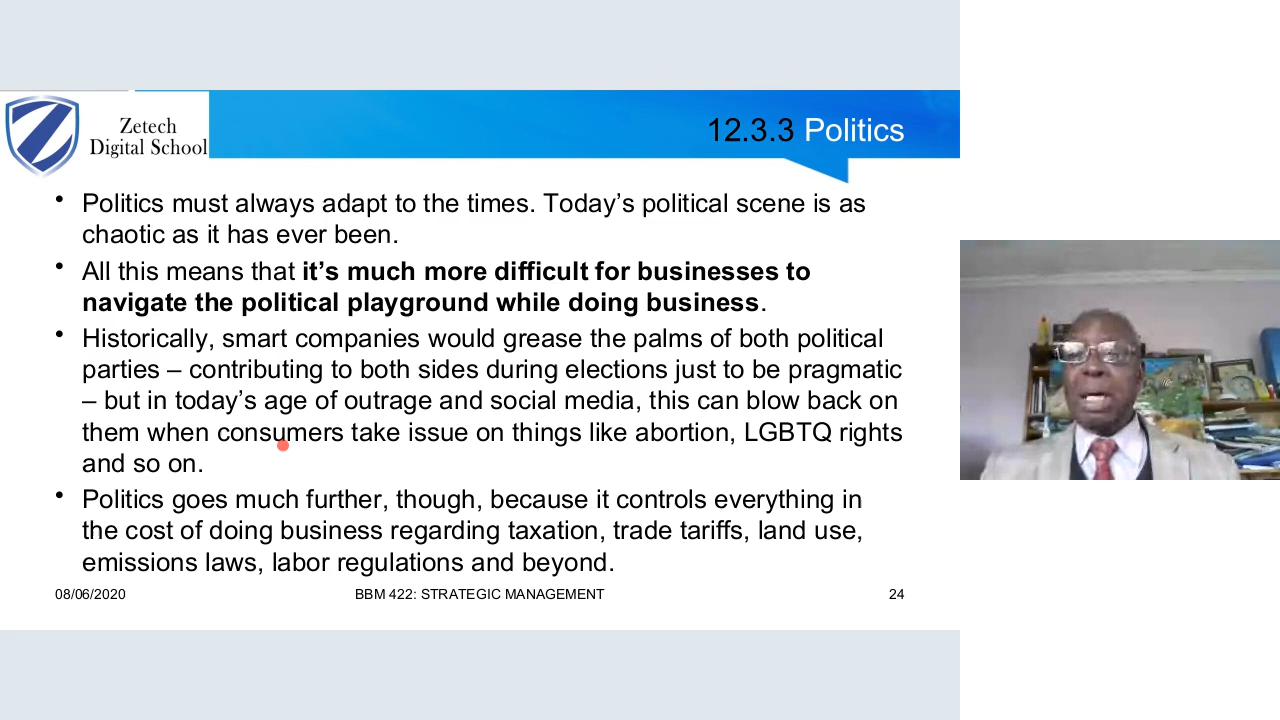 Zetech
Digital School
12.3.3 Politics
• Politics must always adapt to the times. Today’s political scene is as
chaotic as it has ever been.
• All this means that it’s much more difficult for businesses to
navigate the political playground while doing business.
• Historically, smart companies would grease the palms of both political
parties – contributing to both sides during elections just to be pragmatic
– but in today’s age of outrage and social media, this can blow back on
them when consumers take issue on things like abortion, LGBTQ rights
and so on.
• Politics goes much further, though, because it controls everything in
the cost of doing business regarding taxation, trade tariffs, land use,
emissions laws, labor regulations and beyond.
08/06/2020
BBM 422: STRATEGIC MANAGEMENT
24